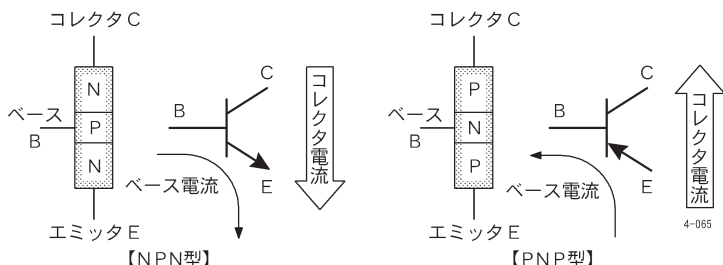 コレクタC
N
P
N
ベース
B
エミッタE
B
C
E
ベース電流
コレクタ電流
【NPN型】
コレクタC
P
N
P
ベース
B
エミッタE
B
C
E
ベース電流
コレクタ電流
4-065
【PNP型】